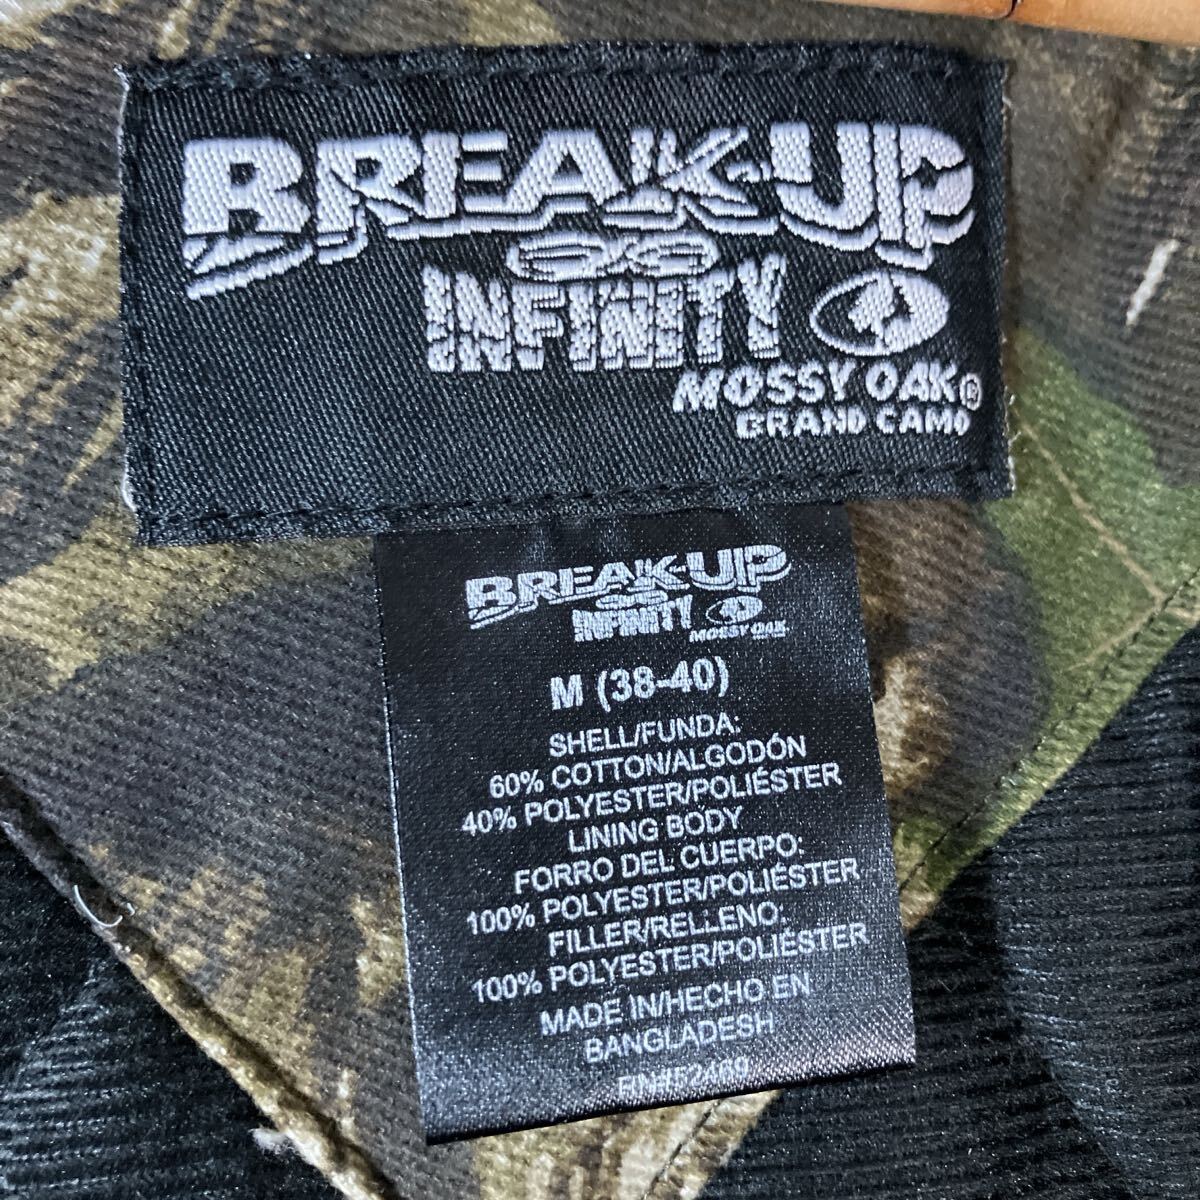 BREAK-UP
INFINITY
MOSSY OAK®
BRAND CAMO
BREAK-UP
INFINITY
MOSSY OAK
M (38-40)
SHELL/FUNDA:
60% COTTON/ALGODÓN
40% POLYESTER/POLIÉSTER
LINING BODY
FORRO DEL CUERPO:
100% POLYESTER/POLIÉSTER
FILLER/RELLENO:
100% POLYESTER/POLIÉSTER
MADE IN/HECHO EN
BANGLADESH